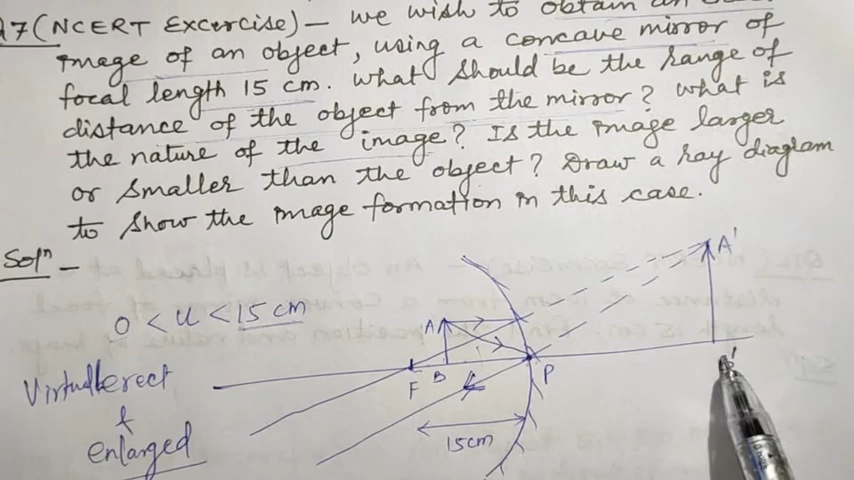 Q7 (NCERT Excercise) - we wish to obtain an
image of an object, using a concave mirror of
focal length 15 cm. what should be the range of
distance of the object from the mirror? what is
the nature of the image? Is the image larger
or smaller than the object? Draw a ray diagram
to show the image formation in this case.
Solⁿ -
0 < u < 15 cm
Virtual erect
&
enlarged
A
A'
F
B
P
B'
15cm